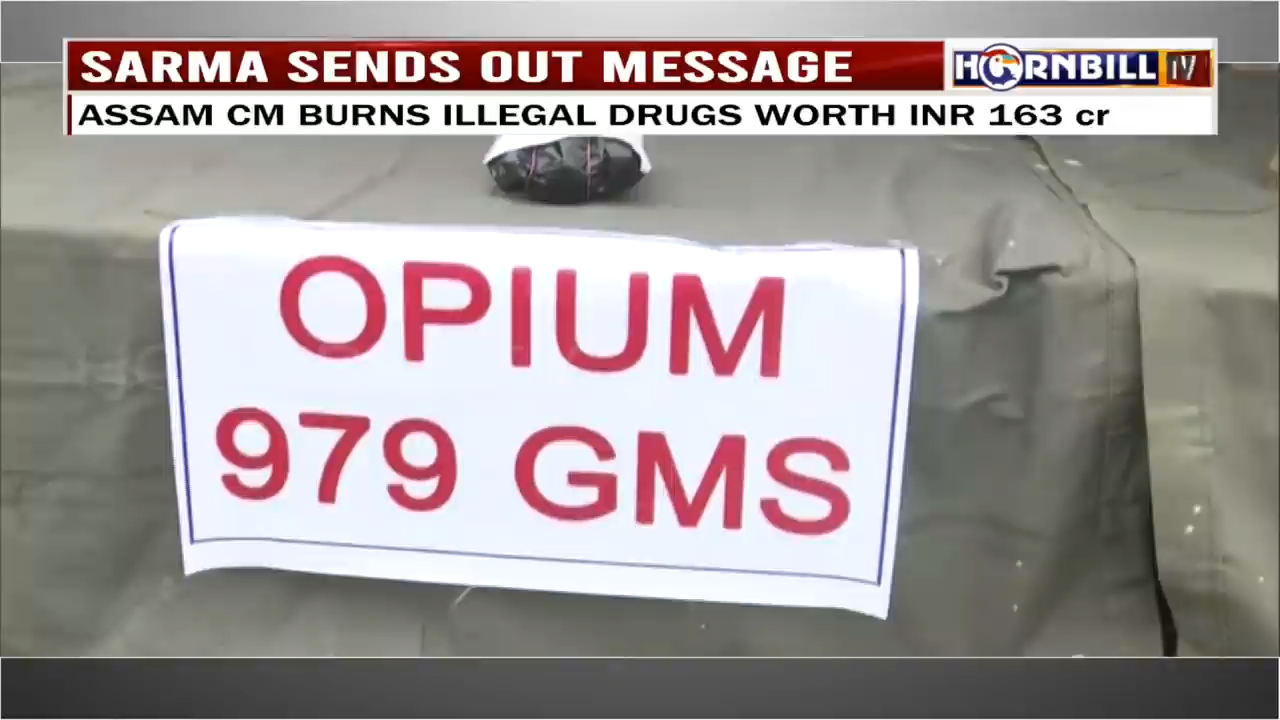 SARMA SENDS OUT MESSAGE
HORNBILL TV
ASSAM CM BURNS ILLEGAL DRUGS WORTH INR 163 cr
OPIUM
979 GMS